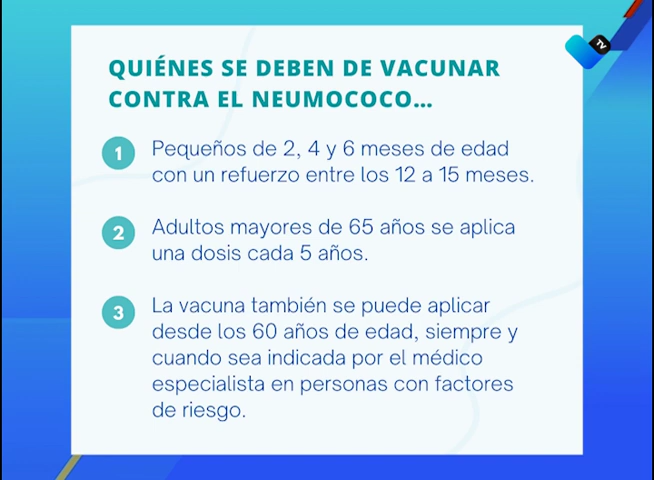 TV
QUIÉNES SE DEBEN DE VACUNAR
CONTRA EL NEUMOCOCO...
1 Pequeños de 2, 4 y 6 meses de edad
con un refuerzo entre los 12 a 15 meses.
2 Adultos mayores de 65 años se aplica
una dosis cada 5 años.
3 La vacuna también se puede aplicar
desde los 60 años de edad, siempre y
cuando sea indicada por el médico
especialista en personas con factores
de riesgo.